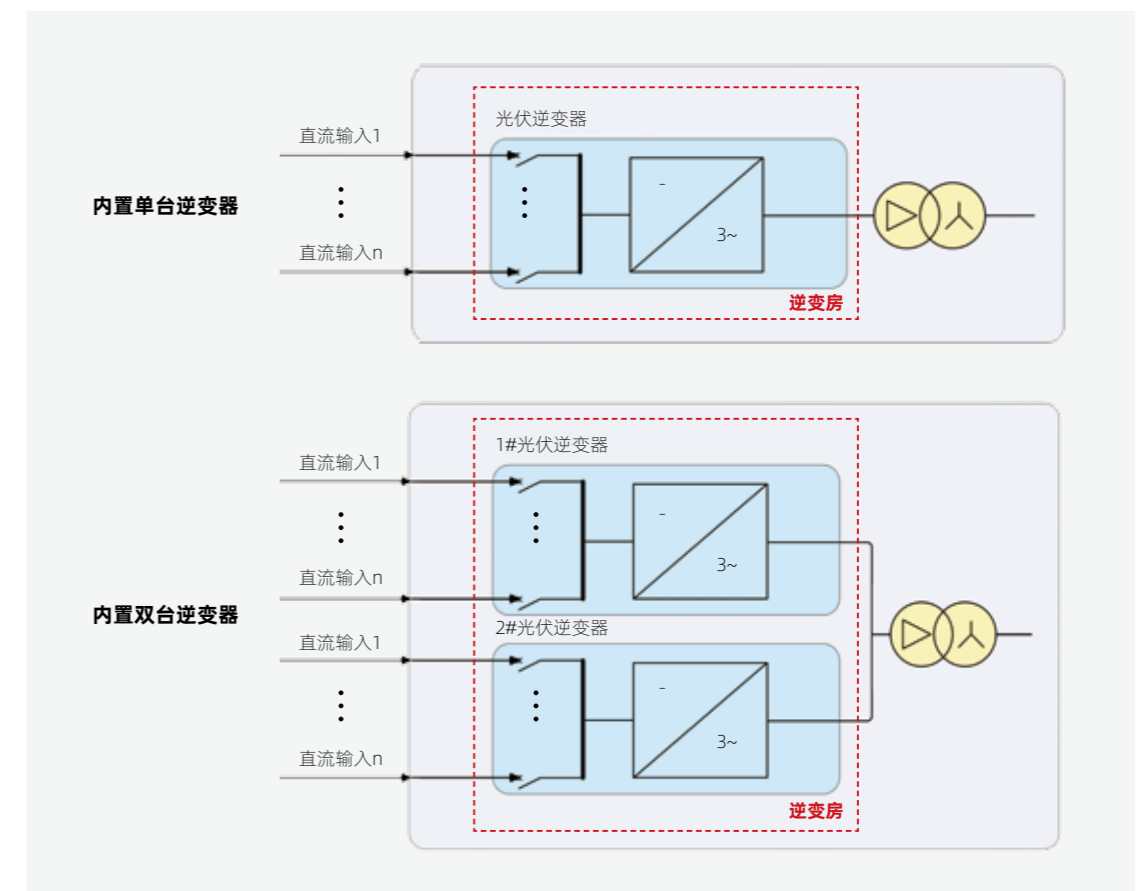 光伏逆变器
直流输入1
-
内置单台逆变器
3~
直流输入n
逆变房
1#光伏逆变器
直流输入1
-
3~
直流输入n
内置双台逆变器
2#光伏逆变器
直流输入1
-
3~
直流输入n
逆变房